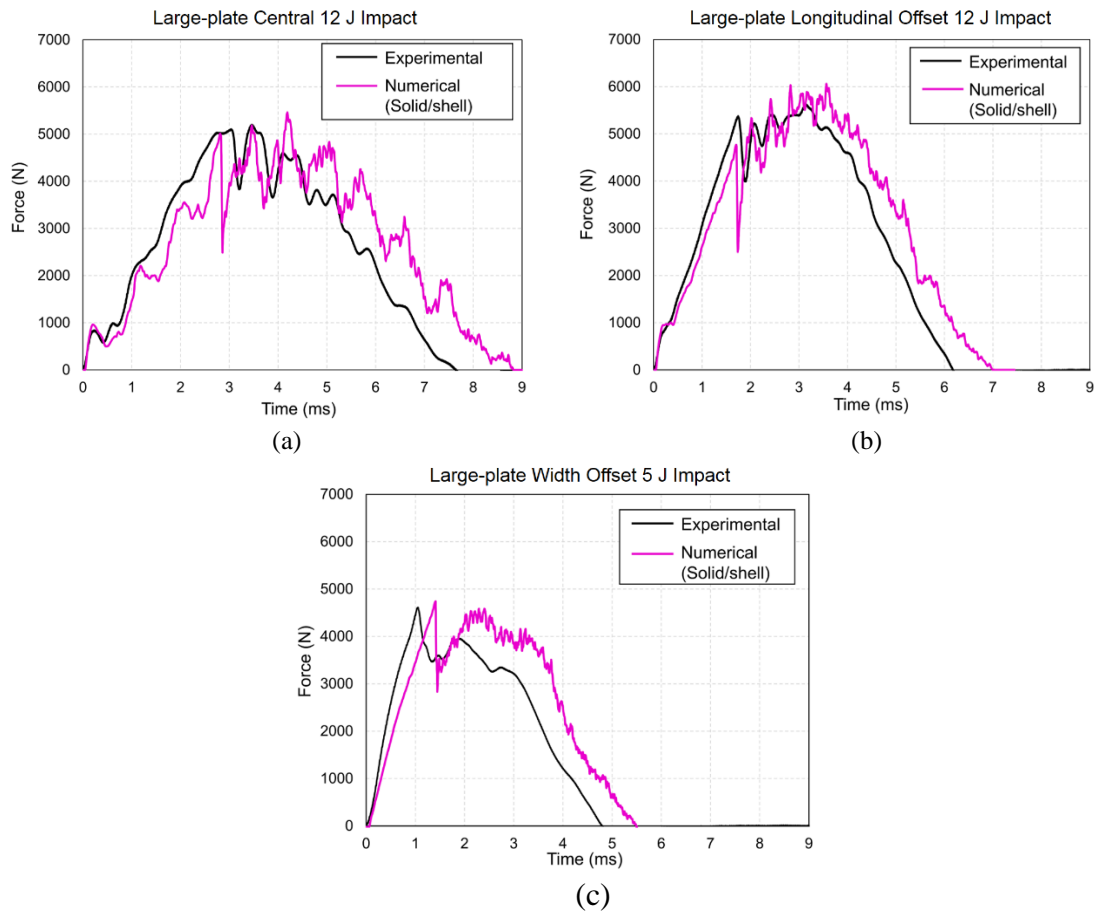 Large-plate Central 12 J Impact
7000
6000
5000
4000
3000
2000
1000
0
Force (N)
Experimental
Numerical
(Solid/shell)
0 1 2 3 4 5 6 7 8 9
Time (ms)
(a)
Large-plate Longitudinal Offset 12 J Impact
7000
6000
5000
4000
3000
2000
1000
0
Force (N)
Experimental
Numerical
(Solid/shell)
0 1 2 3 4 5 6 7 8 9
Time (ms)
(b)
Large-plate Width Offset 5 J Impact
7000
6000
5000
4000
3000
2000
1000
0
Force (N)
Experimental
Numerical
(Solid/shell)
0 1 2 3 4 5 6 7 8 9
Time (ms)
(c)